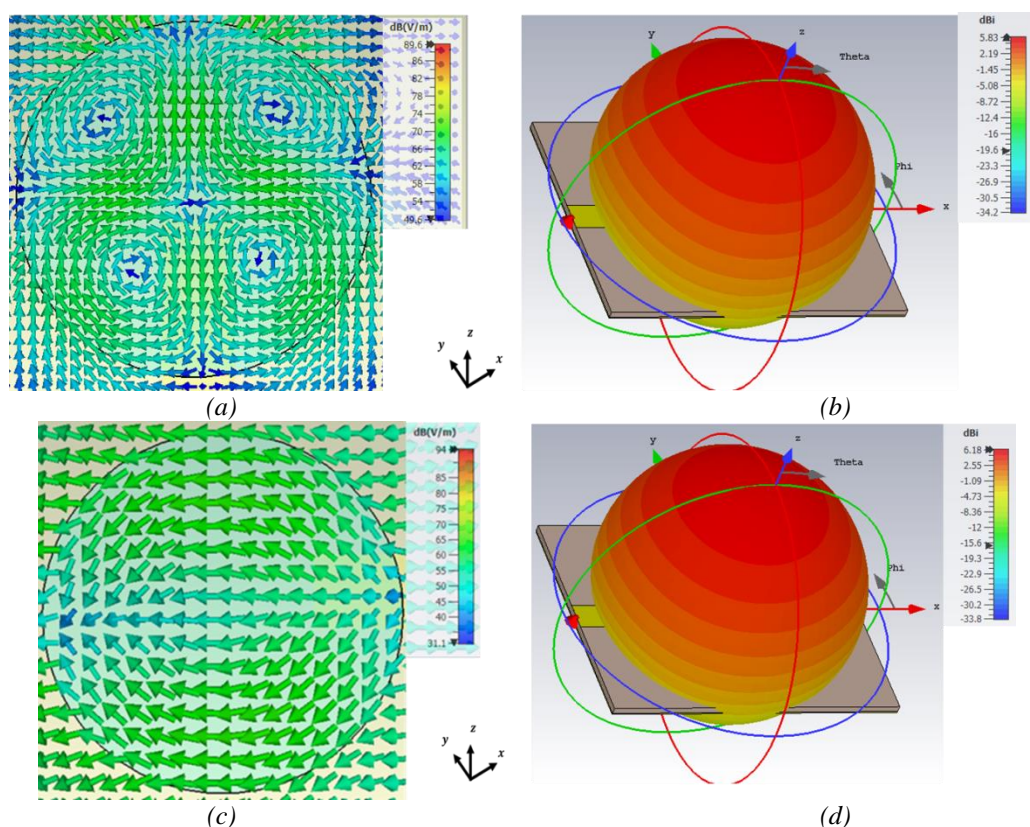 dB(V/m)
89.6
86
82
78
74
70
66
62
58
54
49.6
z
y
x
(a)
y
z
Theta
Phi
x
dBi
5.83
2.19
-1.45
-5.08
-8.72
-12.4
-16
-19.6
-23.3
-26.9
-30.5
-34.2
(b)
dB(V/m)
94
85
80
75
70
65
60
55
50
45
40
31.1
z
y
x
(c)
y
z
Theta
Phi
x
dBi
6.18
2.55
-1.09
-4.73
-8.36
-12
-15.6
-19.3
-22.9
-26.5
-30.2
-33.8
(d)